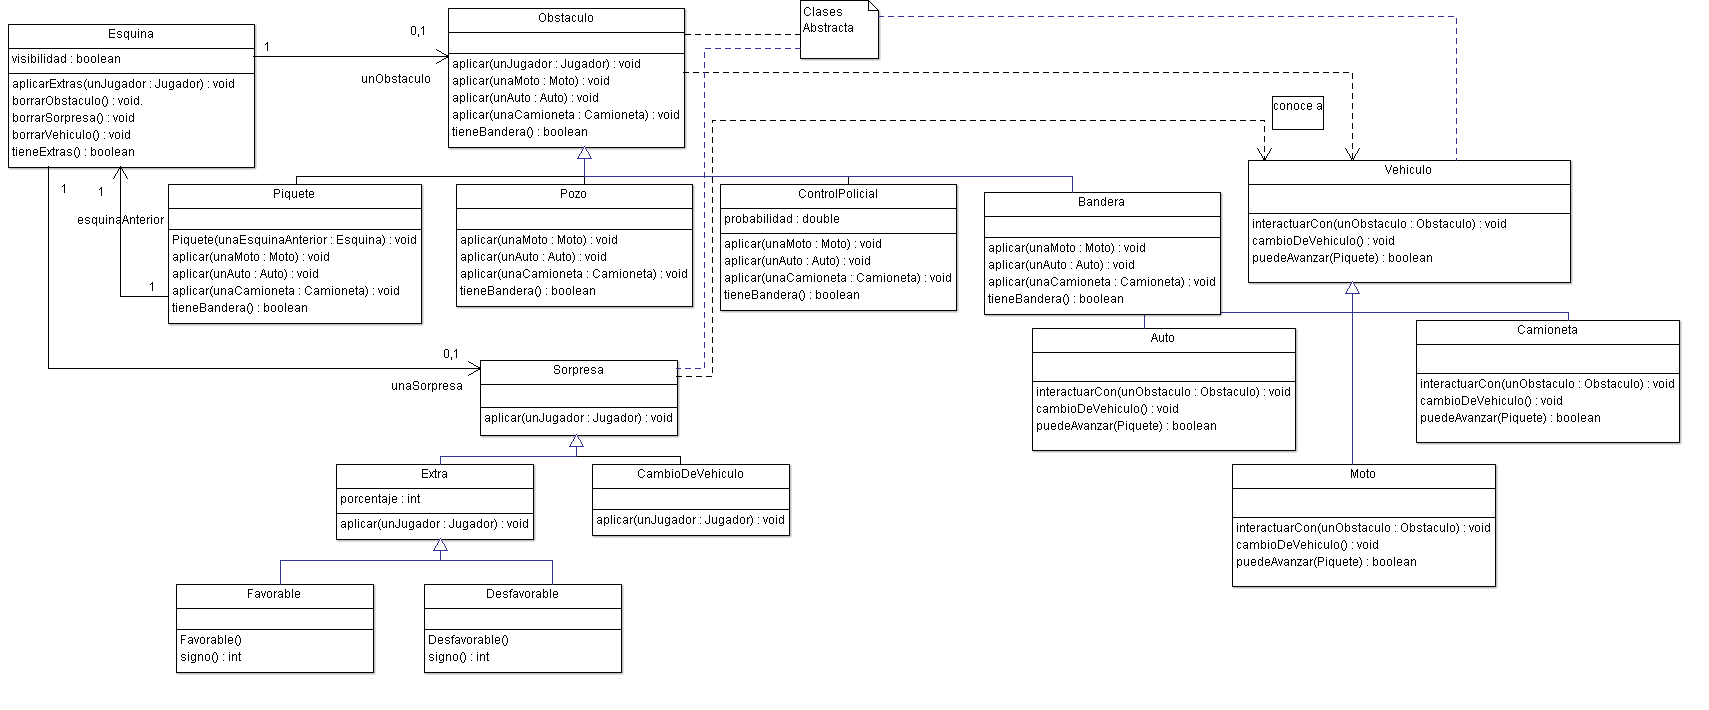 Esquina
visibilidad : boolean
aplicarExtras(unJugador : Jugador) : void
borrarObstaculo() : void.
borrarSorpresa() : void
borrarVehiculo() : void
tieneExtras() : boolean
1
0,1
unObstaculo
Obstaculo
aplicar(unJugador : Jugador) : void
aplicar(unaMoto : Moto) : void
aplicar(unAuto : Auto) : void
aplicar(unaCamioneta : Camioneta) : void
tieneBandera() : boolean
Clases
Abstracta
conoce a
Vehiculo
interactuarCon(unObstaculo : Obstaculo) : void
cambioDeVehiculo() : void
puedeAvanzar(Piquete) : boolean
1
1
esquinaAnterior
1
Piquete
Piquete(unaEsquinaAnterior : Esquina) : void
aplicar(unaMoto : Moto) : void
aplicar(unAuto : Auto) : void
aplicar(unaCamioneta : Camioneta) : void
tieneBandera() : boolean
Pozo
aplicar(unaMoto : Moto) : void
aplicar(unAuto : Auto) : void
aplicar(unaCamioneta : Camioneta) : void
tieneBandera() : boolean
ControlPolicial
probabilidad : double
aplicar(unaMoto : Moto) : void
aplicar(unAuto : Auto) : void
aplicar(unaCamioneta : Camioneta) : void
tieneBandera() : boolean
Bandera
aplicar(unaMoto : Moto) : void
aplicar(unAuto : Auto) : void
aplicar(unaCamioneta : Camioneta) : void
tieneBandera() : boolean
Auto
interactuarCon(unObstaculo : Obstaculo) : void
cambioDeVehiculo() : void
puedeAvanzar(Piquete) : boolean
Camioneta
interactuarCon(unObstaculo : Obstaculo) : void
cambioDeVehiculo() : void
puedeAvanzar(Piquete) : boolean
0,1
unaSorpresa
Sorpresa
aplicar(unJugador : Jugador) : void
Extra
porcentaje : int
aplicar(unJugador : Jugador) : void
CambioDeVehiculo
aplicar(unJugador : Jugador) : void
Moto
interactuarCon(unObstaculo : Obstaculo) : void
cambioDeVehiculo() : void
puedeAvanzar(Piquete) : boolean
Favorable
Favorable()
signo() : int
Desfavorable
Desfavorable()
signo() : int